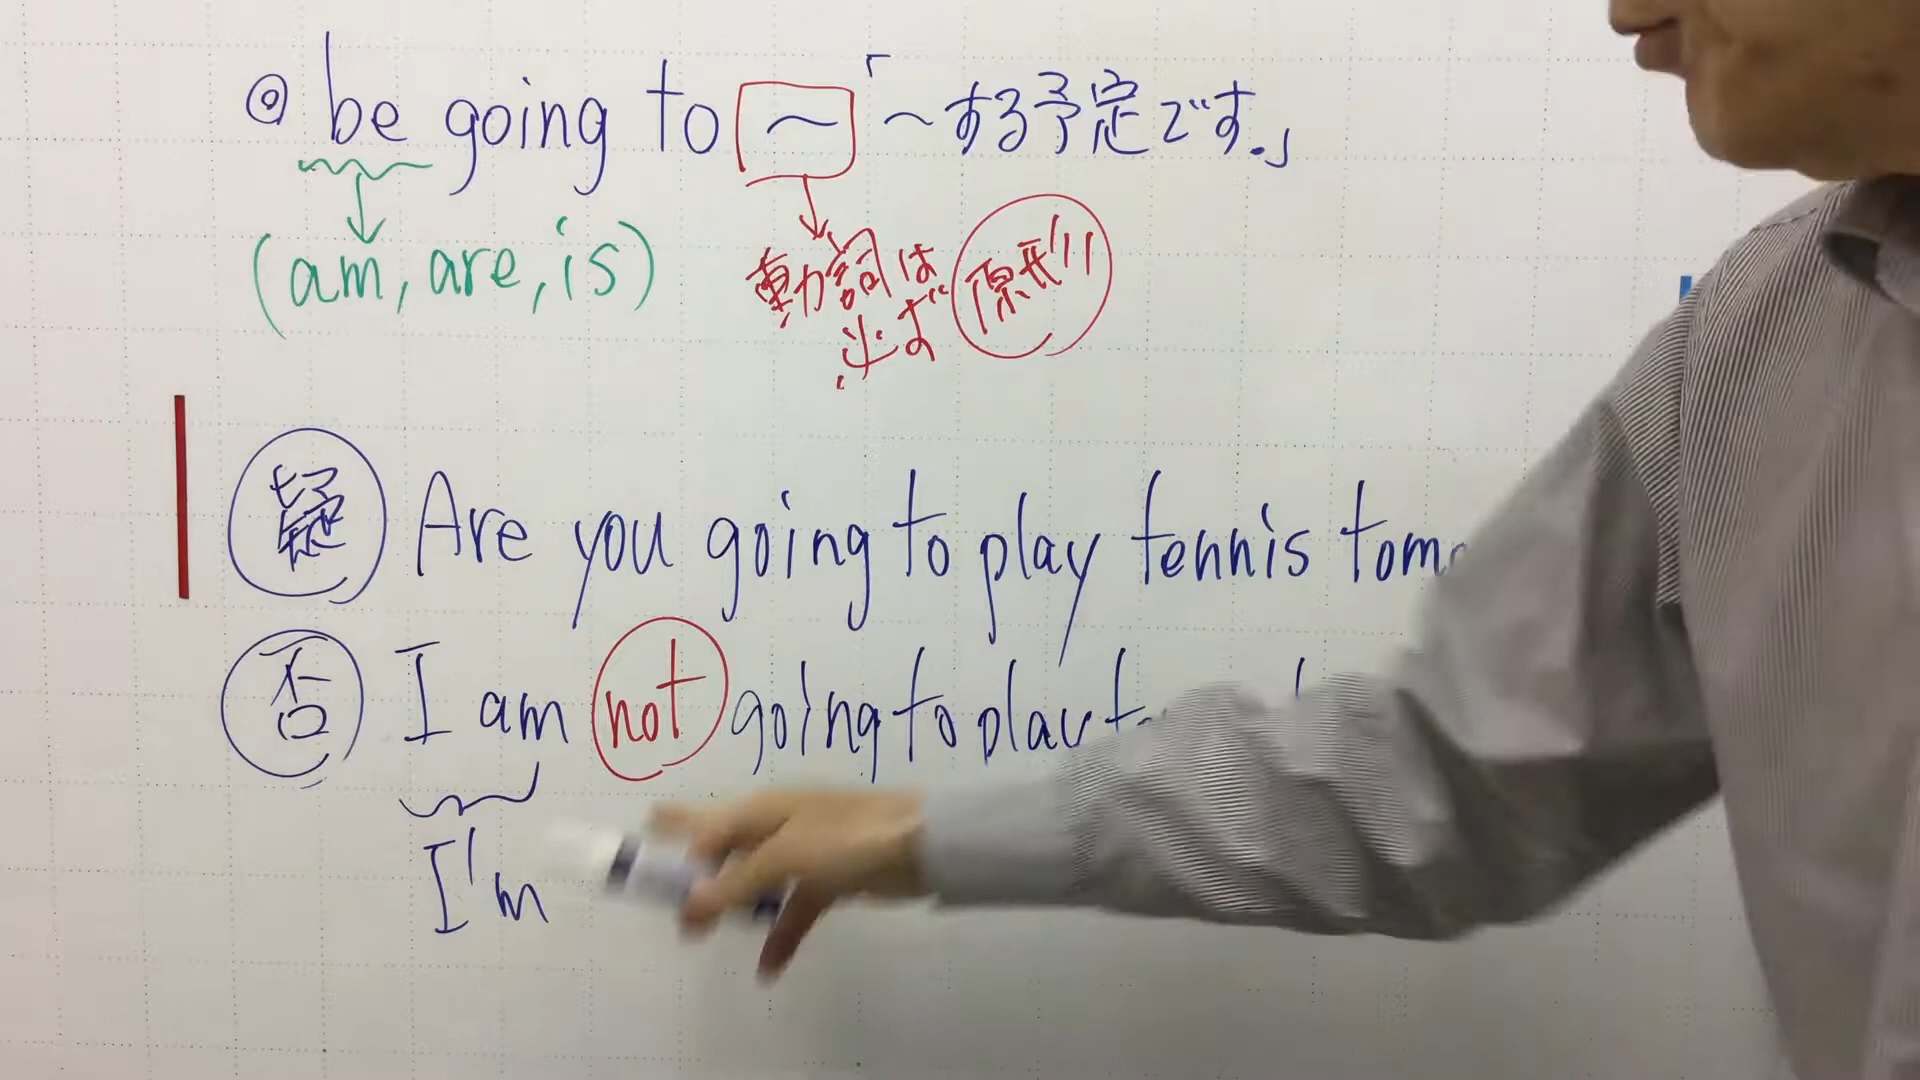 ◎ be going to 〜 「〜する予定です。」
(am, are, is)
動詞は
必ず 原形!!
疑 Are you going to play tennis
否 I am not going to play
I'm